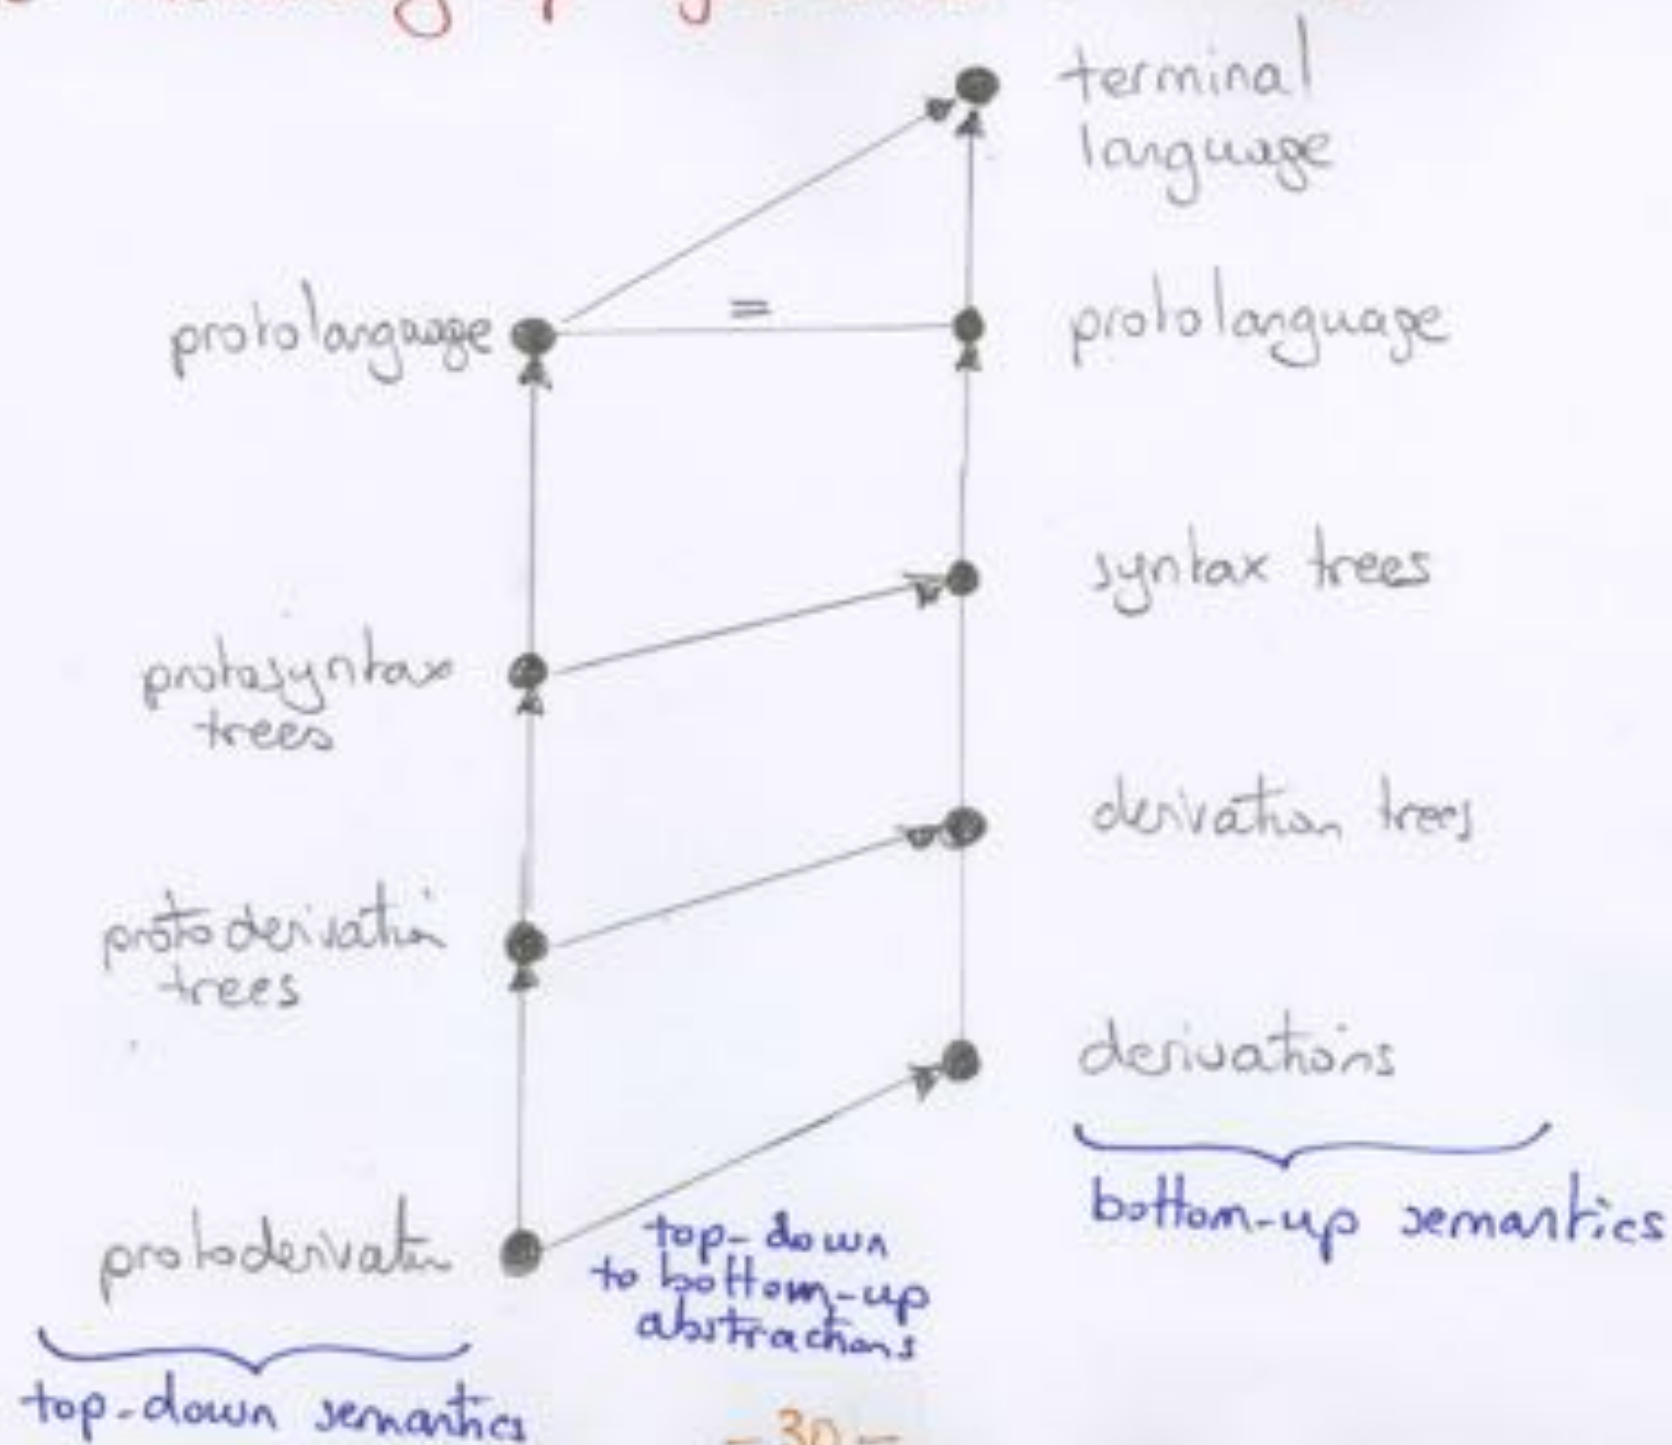 terminal
language
=
protolanguage
protolanguage
syntax trees
protosyntax
trees
derivation trees
protoderivation
trees
derivations
bottom-up semantics
protoderivation
top-down
to bottom-up
abstractions
top-down semantics
- 30 -